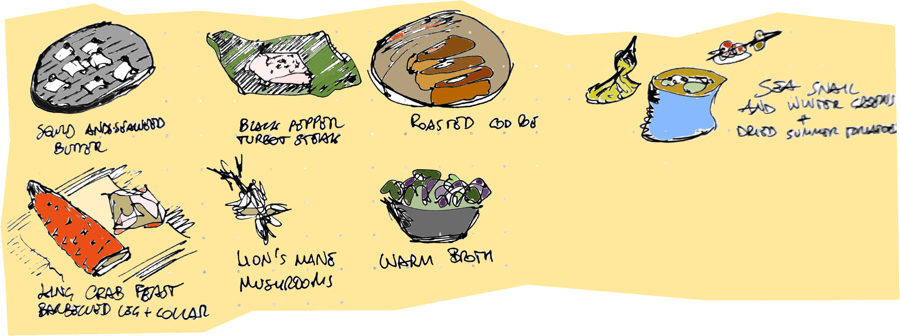 SQUID AND SEAWEED
BUTTER
BLACK PEPPER
TURBOT STEAK
ROASTED COD ROE
SEA SNAIL
AND WINTER GREENS
+
DRIED SUMMER TOMATOES
KING CRAB FEAST
BARBECUED LEG + COLLAR
LION'S MANE
MUSHROOMS
WARM BROTH